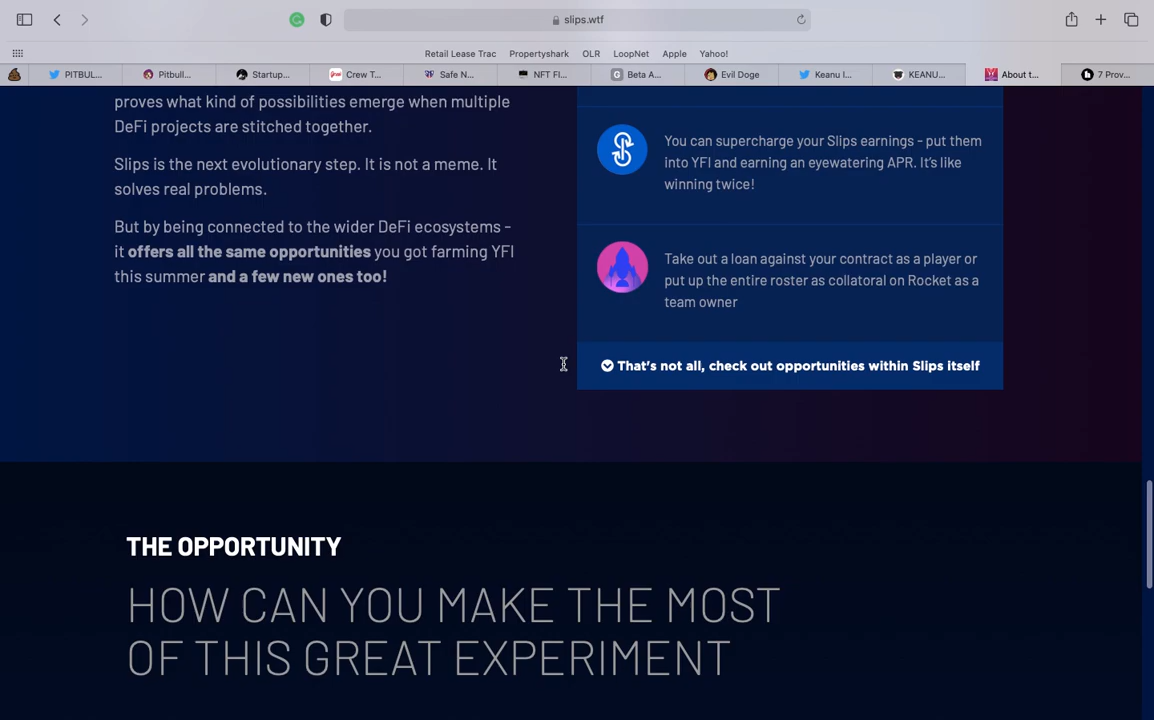 slips.wtf
Retail Lease Trac Propertyshark OLR LoopNet Apple Yahoo!
PITBUL... Pitbull... Startup... Crew T... Safe N... NFT Fl... Beta A... Evil Doge Keanu I... KEANU... About t... 7 Prov...
proves what kind of possibilities emerge when multiple
DeFi projects are stitched together.
Slips is the next evolutionary step. It is not a meme. It
solves real problems.
But by being connected to the wider DeFi ecosystems -
it offers all the same opportunities you got farming YFI
this summer and a few new ones too!
You can supercharge your Slips earnings - put them
into YFI and earning an eyewatering APR. It's like
winning twice!
Take out a loan against your contract as a player or
put up the entire roster as collatoral on Rocket as a
team owner
That's not all, check out opportunities within Slips itself
THE OPPORTUNITY
HOW CAN YOU MAKE THE MOST
OF THIS GREAT EXPERIMENT